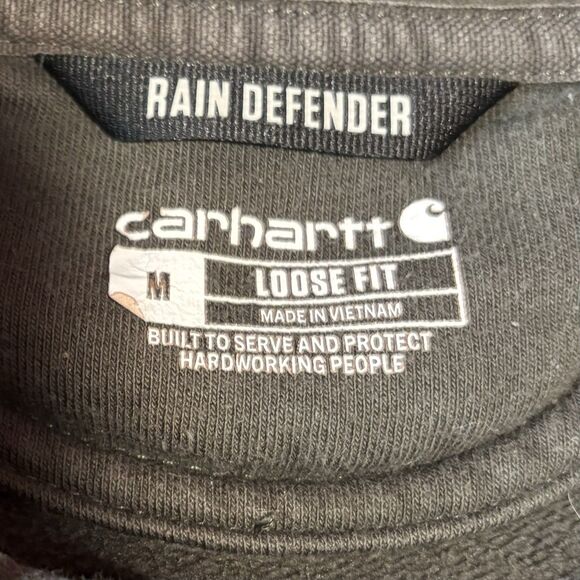 RAIN DEFENDER
carhartt
M
LOOSE FIT
MADE IN VIETNAM
BUILT TO SERVE AND PROTECT
HARDWORKING PEOPLE